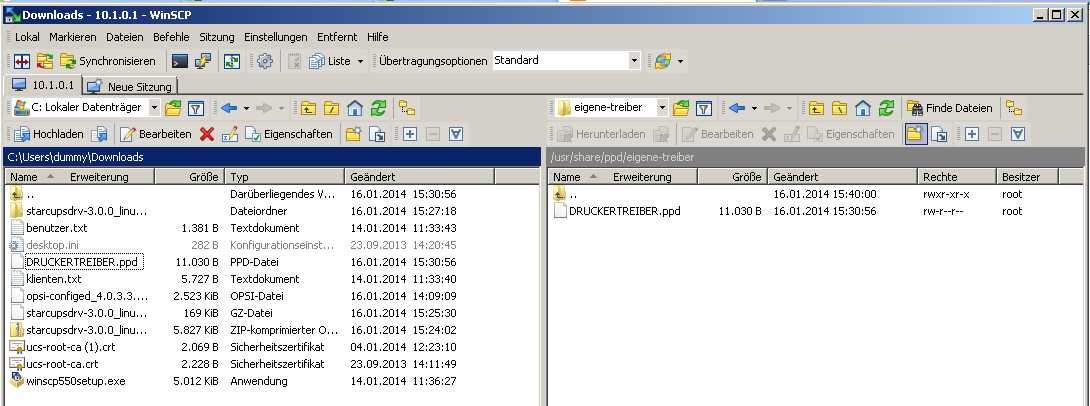 Downloads - 10.1.0.1 - WinSCP
Lokal Markieren Dateien Befehle Sitzung Einstellungen Entfernt Hilfe
Synchronisieren Liste Übertragungsoptionen Standard
10.1.0.1 Neue Sitzung
C: Lokaler Datenträger eigene-treiber Finde Dateien
Hochladen Bearbeiten Eigenschaften Herunterladen Bearbeiten Eigenschaften
C:\Users\dummy\Downloads /usr/share/ppd/eigene-treiber
Name Erweiterung Größe Typ Geändert Name Erweiterung Größe Geändert Rechte Besitzer
.. Darüberliegendes V... 16.01.2014 15:30:56 .. 16.01.2014 15:40:00 rwxr-xr-x root
starcupsdrv-3.0.0_linu... Dateiordner 16.01.2014 15:27:18 DRUCKERTREIBER.ppd 11.030 B 16.01.2014 15:30:56 rw-r--r-- root
benutzer.txt 1.381 B Textdokument 14.01.2014 11:33:43
desktop.ini 282 B Konfigurationseinst... 23.09.2013 14:20:45
DRUCKERTREIBER.ppd 11.030 B PPD-Datei 16.01.2014 15:30:56
klienten.txt 5.727 B Textdokument 14.01.2014 11:33:40
opsi-configed_4.0.3.3.... 2.523 KiB OPSI-Datei 16.01.2014 14:09:09
starcupsdrv-3.0.0_linu... 169 KiB GZ-Datei 16.01.2014 15:25:30
starcupsdrv-3.0.0_linu... 5.827 KiB ZIP-komprimierter O... 16.01.2014 15:24:02
ucs-root-ca (1).crt 2.069 B Sicherheitszertifikat 04.01.2014 12:23:10
ucs-root-ca.crt 2.228 B Sicherheitszertifikat 23.09.2013 14:11:49
winscp550setup.exe 5.012 KiB Anwendung 14.01.2014 11:36:27